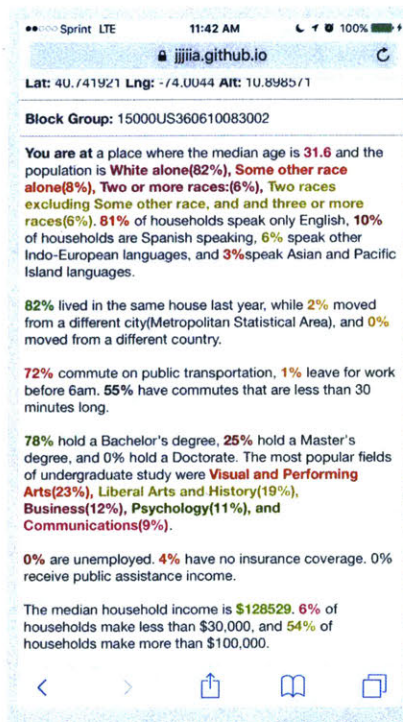 Sprint LTE 11:42 AM 100%
jjjiia.github.io
Lat: 40.741921 Lng: -74.0044 Alt: 10.898571
Block Group: 15000US360610083002
You are at a place where the median age is 31.6 and the
population is White alone(82%), Some other race
alone(8%), Two or more races:(6%), Two races
excluding Some other race, and and three or more
races(6%). 81% of households speak only English, 10%
of households are Spanish speaking, 6% speak other
Indo-European languages, and 3%speak Asian and Pacific
Island languages.
82% lived in the same house last year, while 2% moved
from a different city(Metropolitan Statistical Area), and 0%
moved from a different country.
72% commute on public transportation, 1% leave for work
before 6am. 55% have commutes that are less than 30
minutes long.
78% hold a Bachelor's degree, 25% hold a Master's
degree, and 0% hold a Doctorate. The most popular fields
of undergraduate study were Visual and Performing
Arts(23%), Liberal Arts and History(19%),
Business(12%), Psychology(11%), and
Communications(9%).
0% are unemployed. 4% have no insurance coverage. 0%
receive public assistance income.
The median household income is $128529. 6% of
households make less than $30,000, and 54% of
households make more than $100,000.